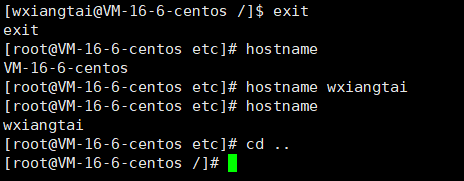 [wxiangtai@VM-16-6-centos /]$ exit
exit
[root@VM-16-6-centos etc]# hostname
VM-16-6-centos
[root@VM-16-6-centos etc]# hostname wxiangtai
[root@VM-16-6-centos etc]# hostname
wxiangtai
[root@VM-16-6-centos etc]# cd ..
[root@VM-16-6-centos /]#